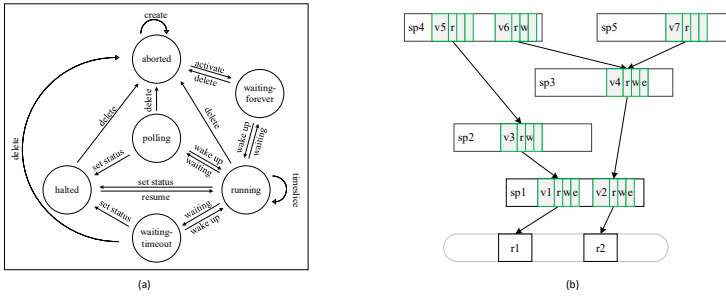 create
aborted
activate
delete
waiting-
forever
delete
delete
delete
delete
polling
wake up
waiting
set status
wake up
waiting
halted
set status
resume
running
timeslice
set status
waiting
wake up
waiting-
timeout
(a)
sp4 v5 r v6 r w sp5 v7 r
sp3 v4 r w e
sp2 v3 r w
sp1 v1 r w e v2 r w e
r1 r2
(b)